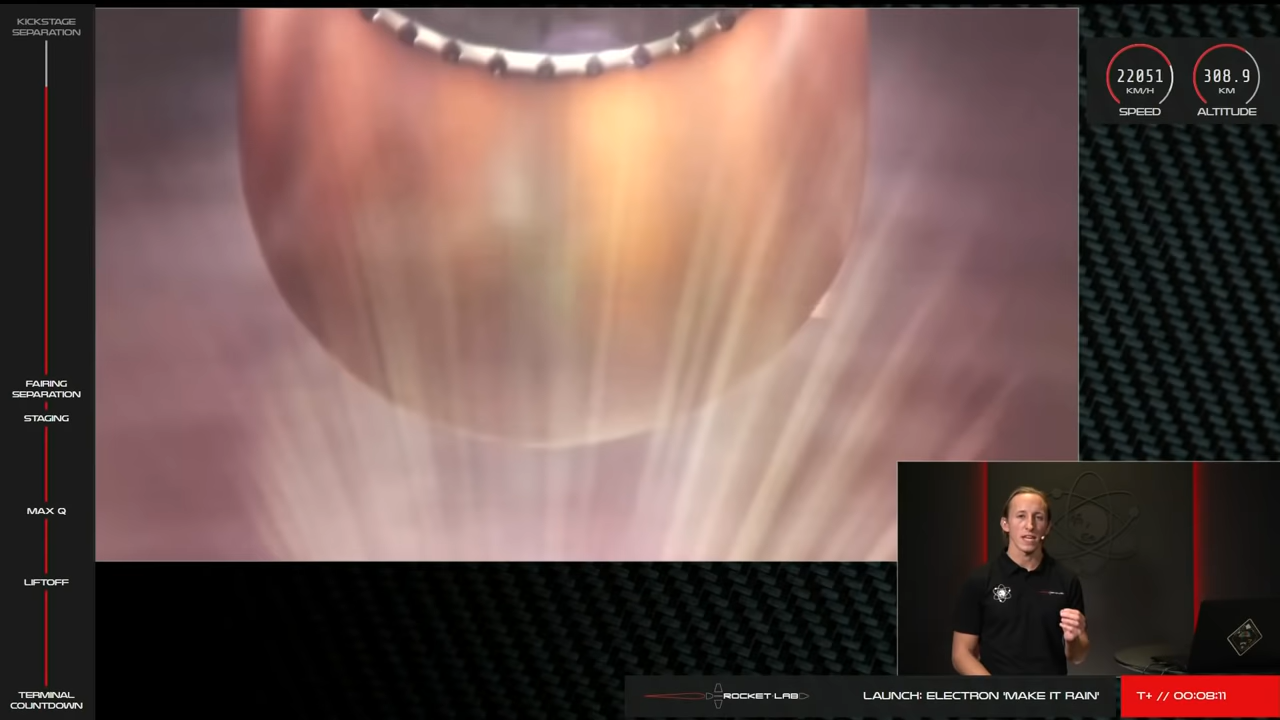 KICKSTAGE
SEPARATION
FAIRING
SEPARATION
STAGING
MAX Q
LIFTOFF
TERMINAL
COUNTDOWN
22051
KM/H
SPEED
308.9
KM
ALTITUDE
ROCKET LAB
LAUNCH: ELECTRON 'MAKE IT RAIN'
T+ // 00:08:11